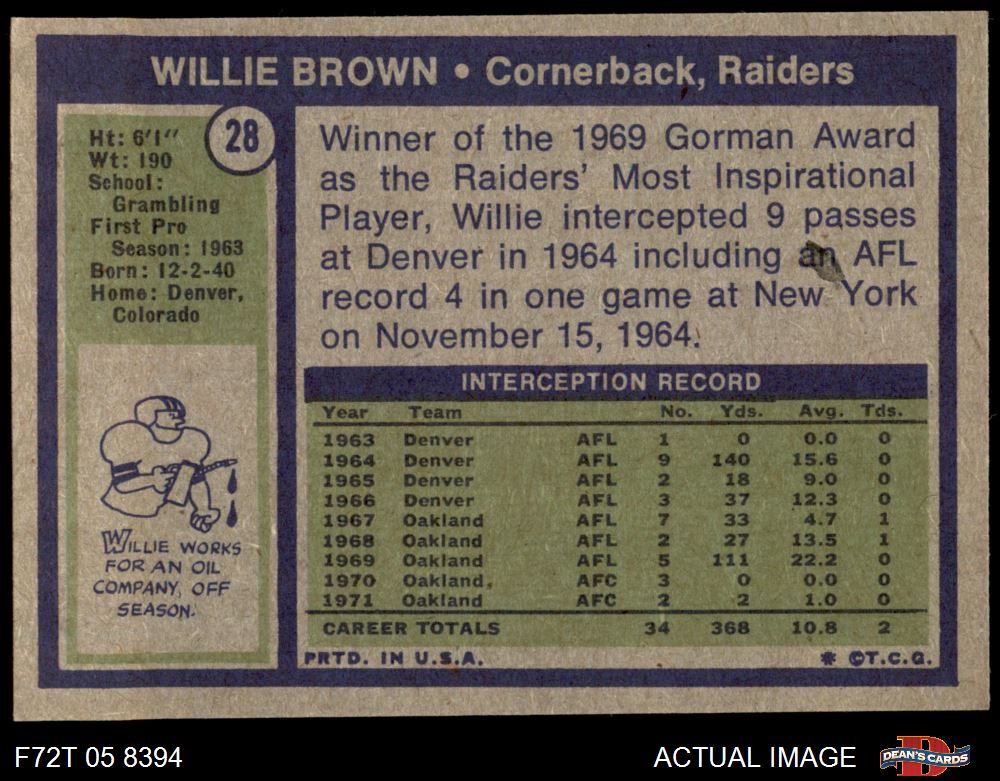 WILLIE BROWN • Cornerback, Raiders
28
Ht: 6'1"
Wt: 190
School:
Grambling
First Pro
Season: 1963
Born: 12-2-40
Home: Denver,
Colorado
WILLIE WORKS
FOR AN OIL
COMPANY, OFF
SEASON.
Winner of the 1969 Gorman Award
as the Raiders' Most Inspirational
Player, Willie intercepted 9 passes
at Denver in 1964 including an AFL
record 4 in one game at New York
on November 15, 1964.
INTERCEPTION RECORD
Year Team No. Yds. Avg. Tds.
1963 Denver AFL 1 0 0.0 0
1964 Denver AFL 9 140 15.6 0
1965 Denver AFL 2 18 9.0 0
1966 Denver AFL 3 37 12.3 0
1967 Oakland AFL 7 33 4.7 1
1968 Oakland AFL 2 27 13.5 1
1969 Oakland AFL 5 111 22.2 0
1970 Oakland. AFC 3 0 0.0 0
1971 Oakland AFC 2 2 1.0 0
CAREER TOTALS 34 368 10.8 2
PRTD. IN U.S.A. * ©T.C.G.
F72T 05 8394 ACTUAL IMAGE DEAN'S CARDS